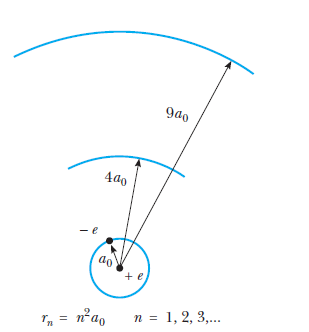 9a₀
4a₀
− e
a₀
+ e
rₙ = n²a₀ n = 1, 2, 3,...